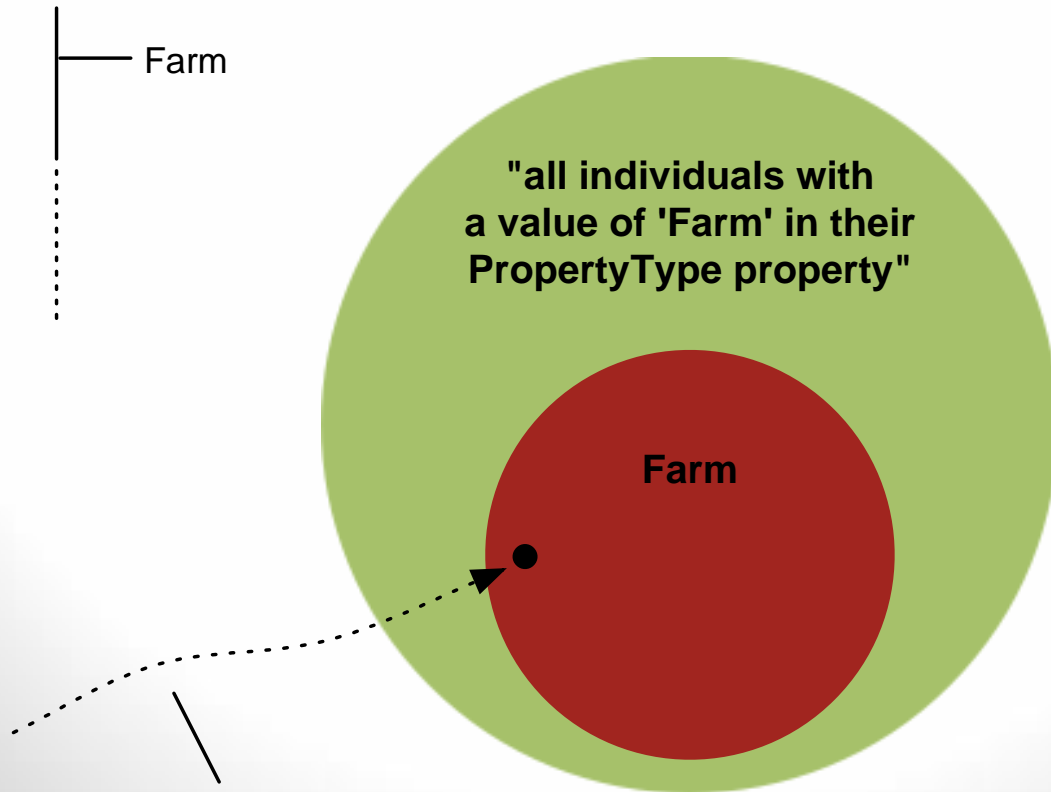 Farm
"all individuals with
a value of 'Farm' in their
PropertyType property"
Farm